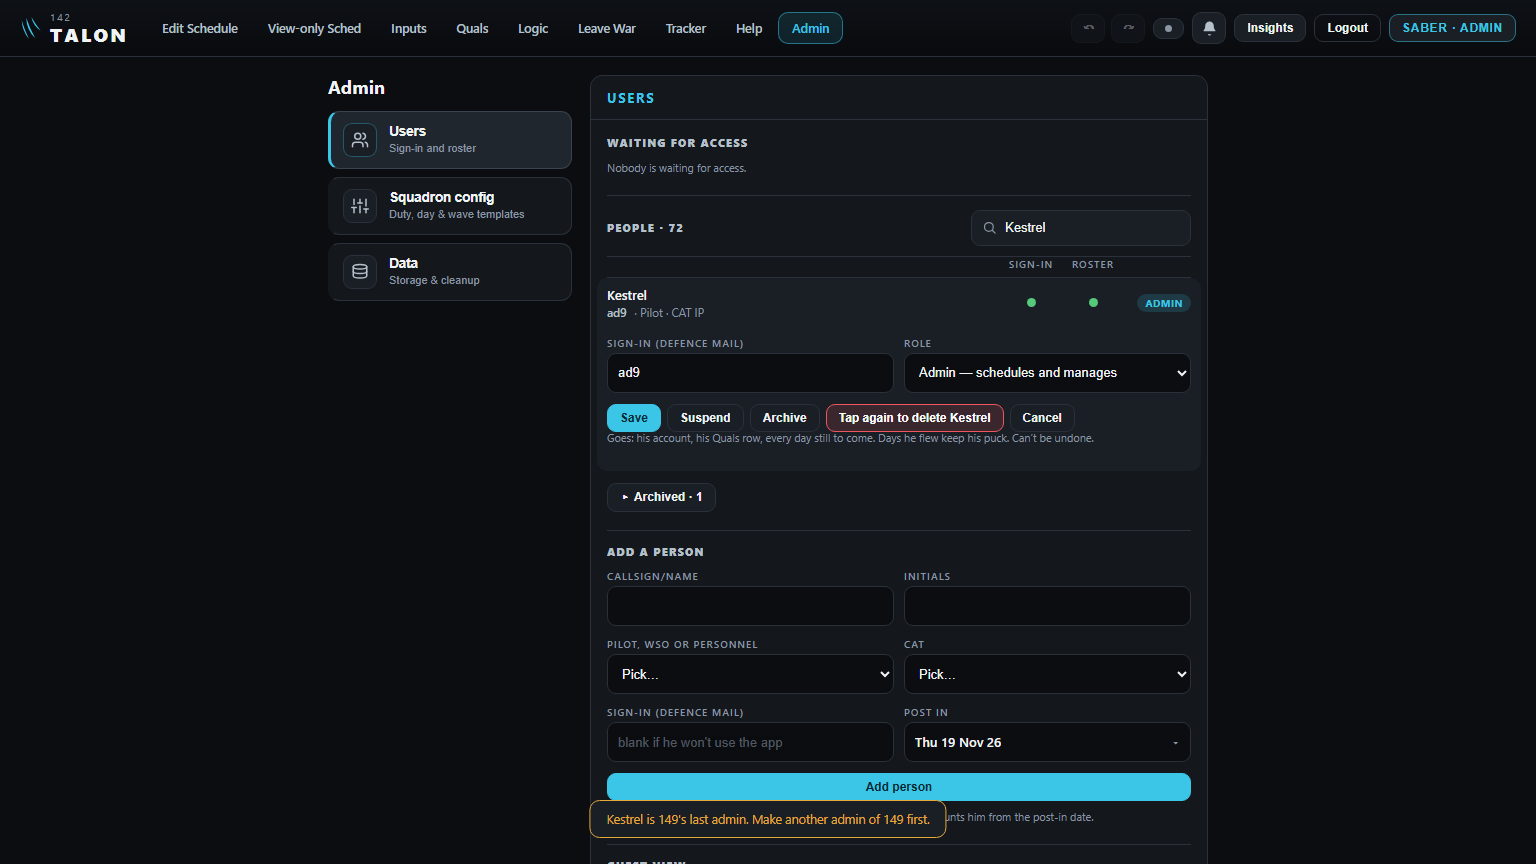 142
TALON
Edit Schedule
View-only Sched
Inputs
Quals
Logic
Leave War
Tracker
Help
Admin
Insights
Logout
SABER · ADMIN
Admin
Users
Sign-in and roster
Squadron config
Duty, day & wave templates
Data
Storage & cleanup
USERS
WAITING FOR ACCESS
Nobody is waiting for access.
PEOPLE · 72
Kestrel
SIGN-IN ROSTER
Kestrel
ad9 · Pilot · CAT IP
ADMIN
SIGN-IN (DEFENCE MAIL)
ROLE
ad9
Admin — schedules and manages
Save
Suspend
Archive
Tap again to delete Kestrel
Cancel
Goes: his account, his Quals row, every day still to come. Days he flew keep his puck. Can't be undone.
▸ Archived · 1
ADD A PERSON
CALLSIGN/NAME
INITIALS
PILOT, WSO OR PERSONNEL
CAT
Pick...
Pick...
SIGN-IN (DEFENCE MAIL)
POST IN
blank if he won't use the app
Thu 19 Nov 26
Add person
Kestrel is 149's last admin. Make another admin of 149 first.
him from the post-in date.